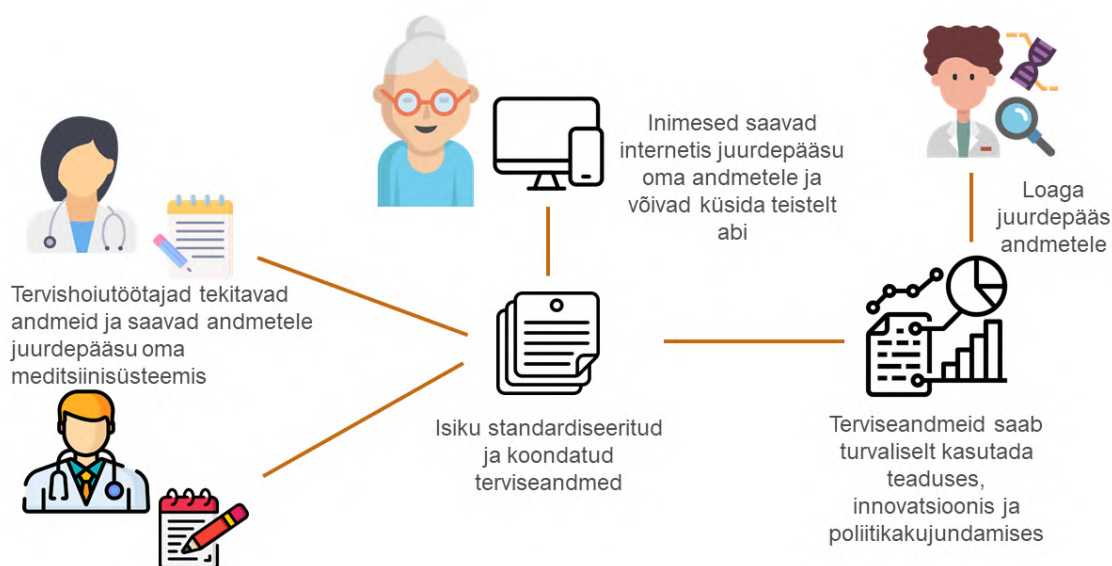 Tervishoiutöötajad tekitavad
andmeid ja saavad andmetele
juurdepääsu oma
meditsiinisüsteemis
Inimesed saavad
internetis juurdepääsu
oma andmetele ja
võivad küsida teistelt
abi
Loaga
juurdepääs
andmetele
Isiku standardiseeritud
ja koondatud
terviseandmed
Terviseandmeid saab
turvaliselt kasutada
teaduses,
innovatsioonis ja
poliitikakujundamises